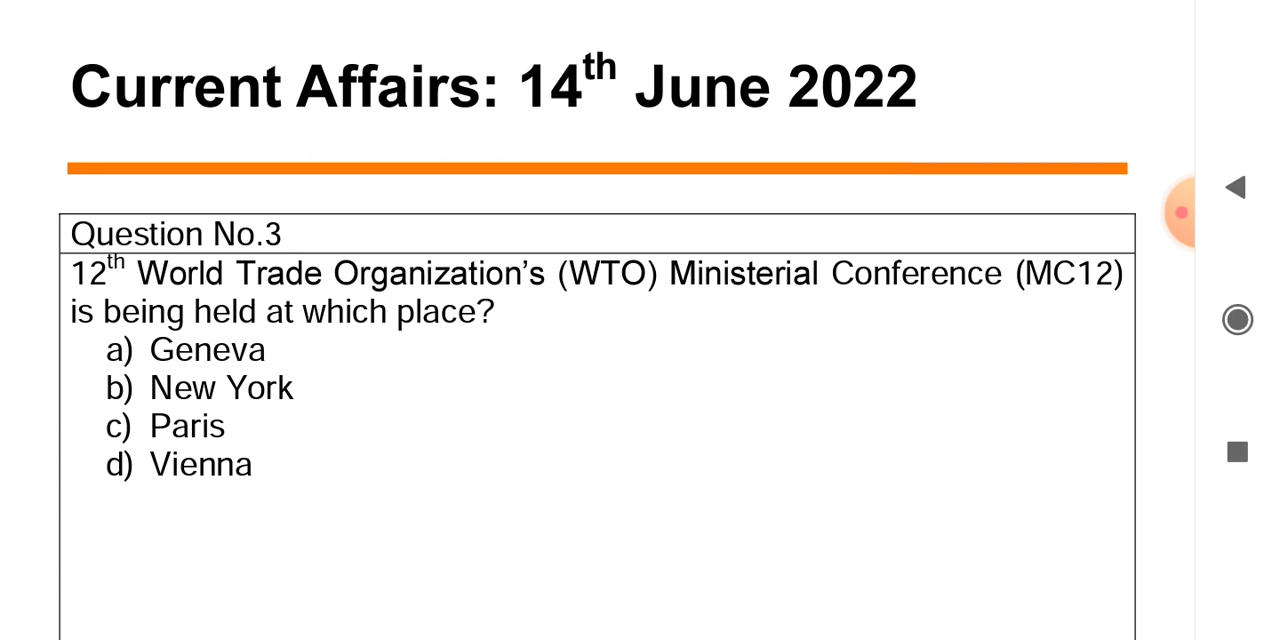 Current Affairs: 14th June 2022
Question No.3
12th World Trade Organization’s (WTO) Ministerial Conference (MC12)
is being held at which place?
a) Geneva
b) New York
c) Paris
d) Vienna